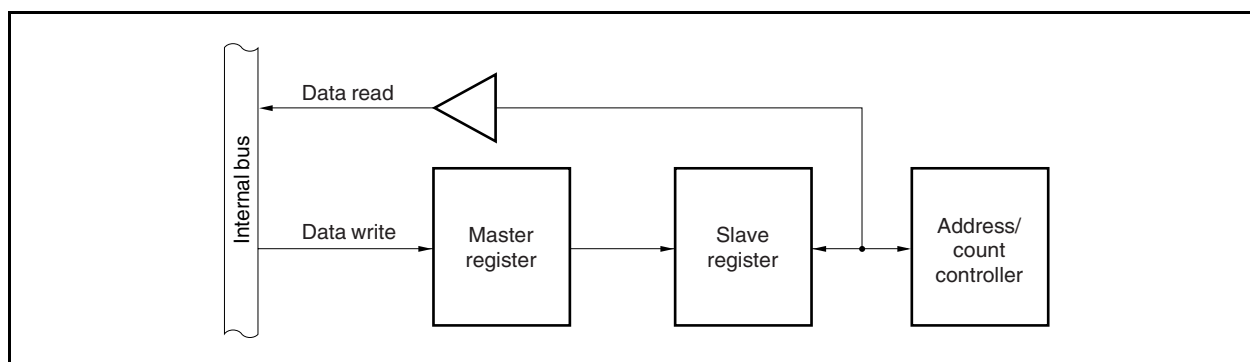 Internal bus
Data read
Data write
Master
register
Slave
register
Address/
count
controller